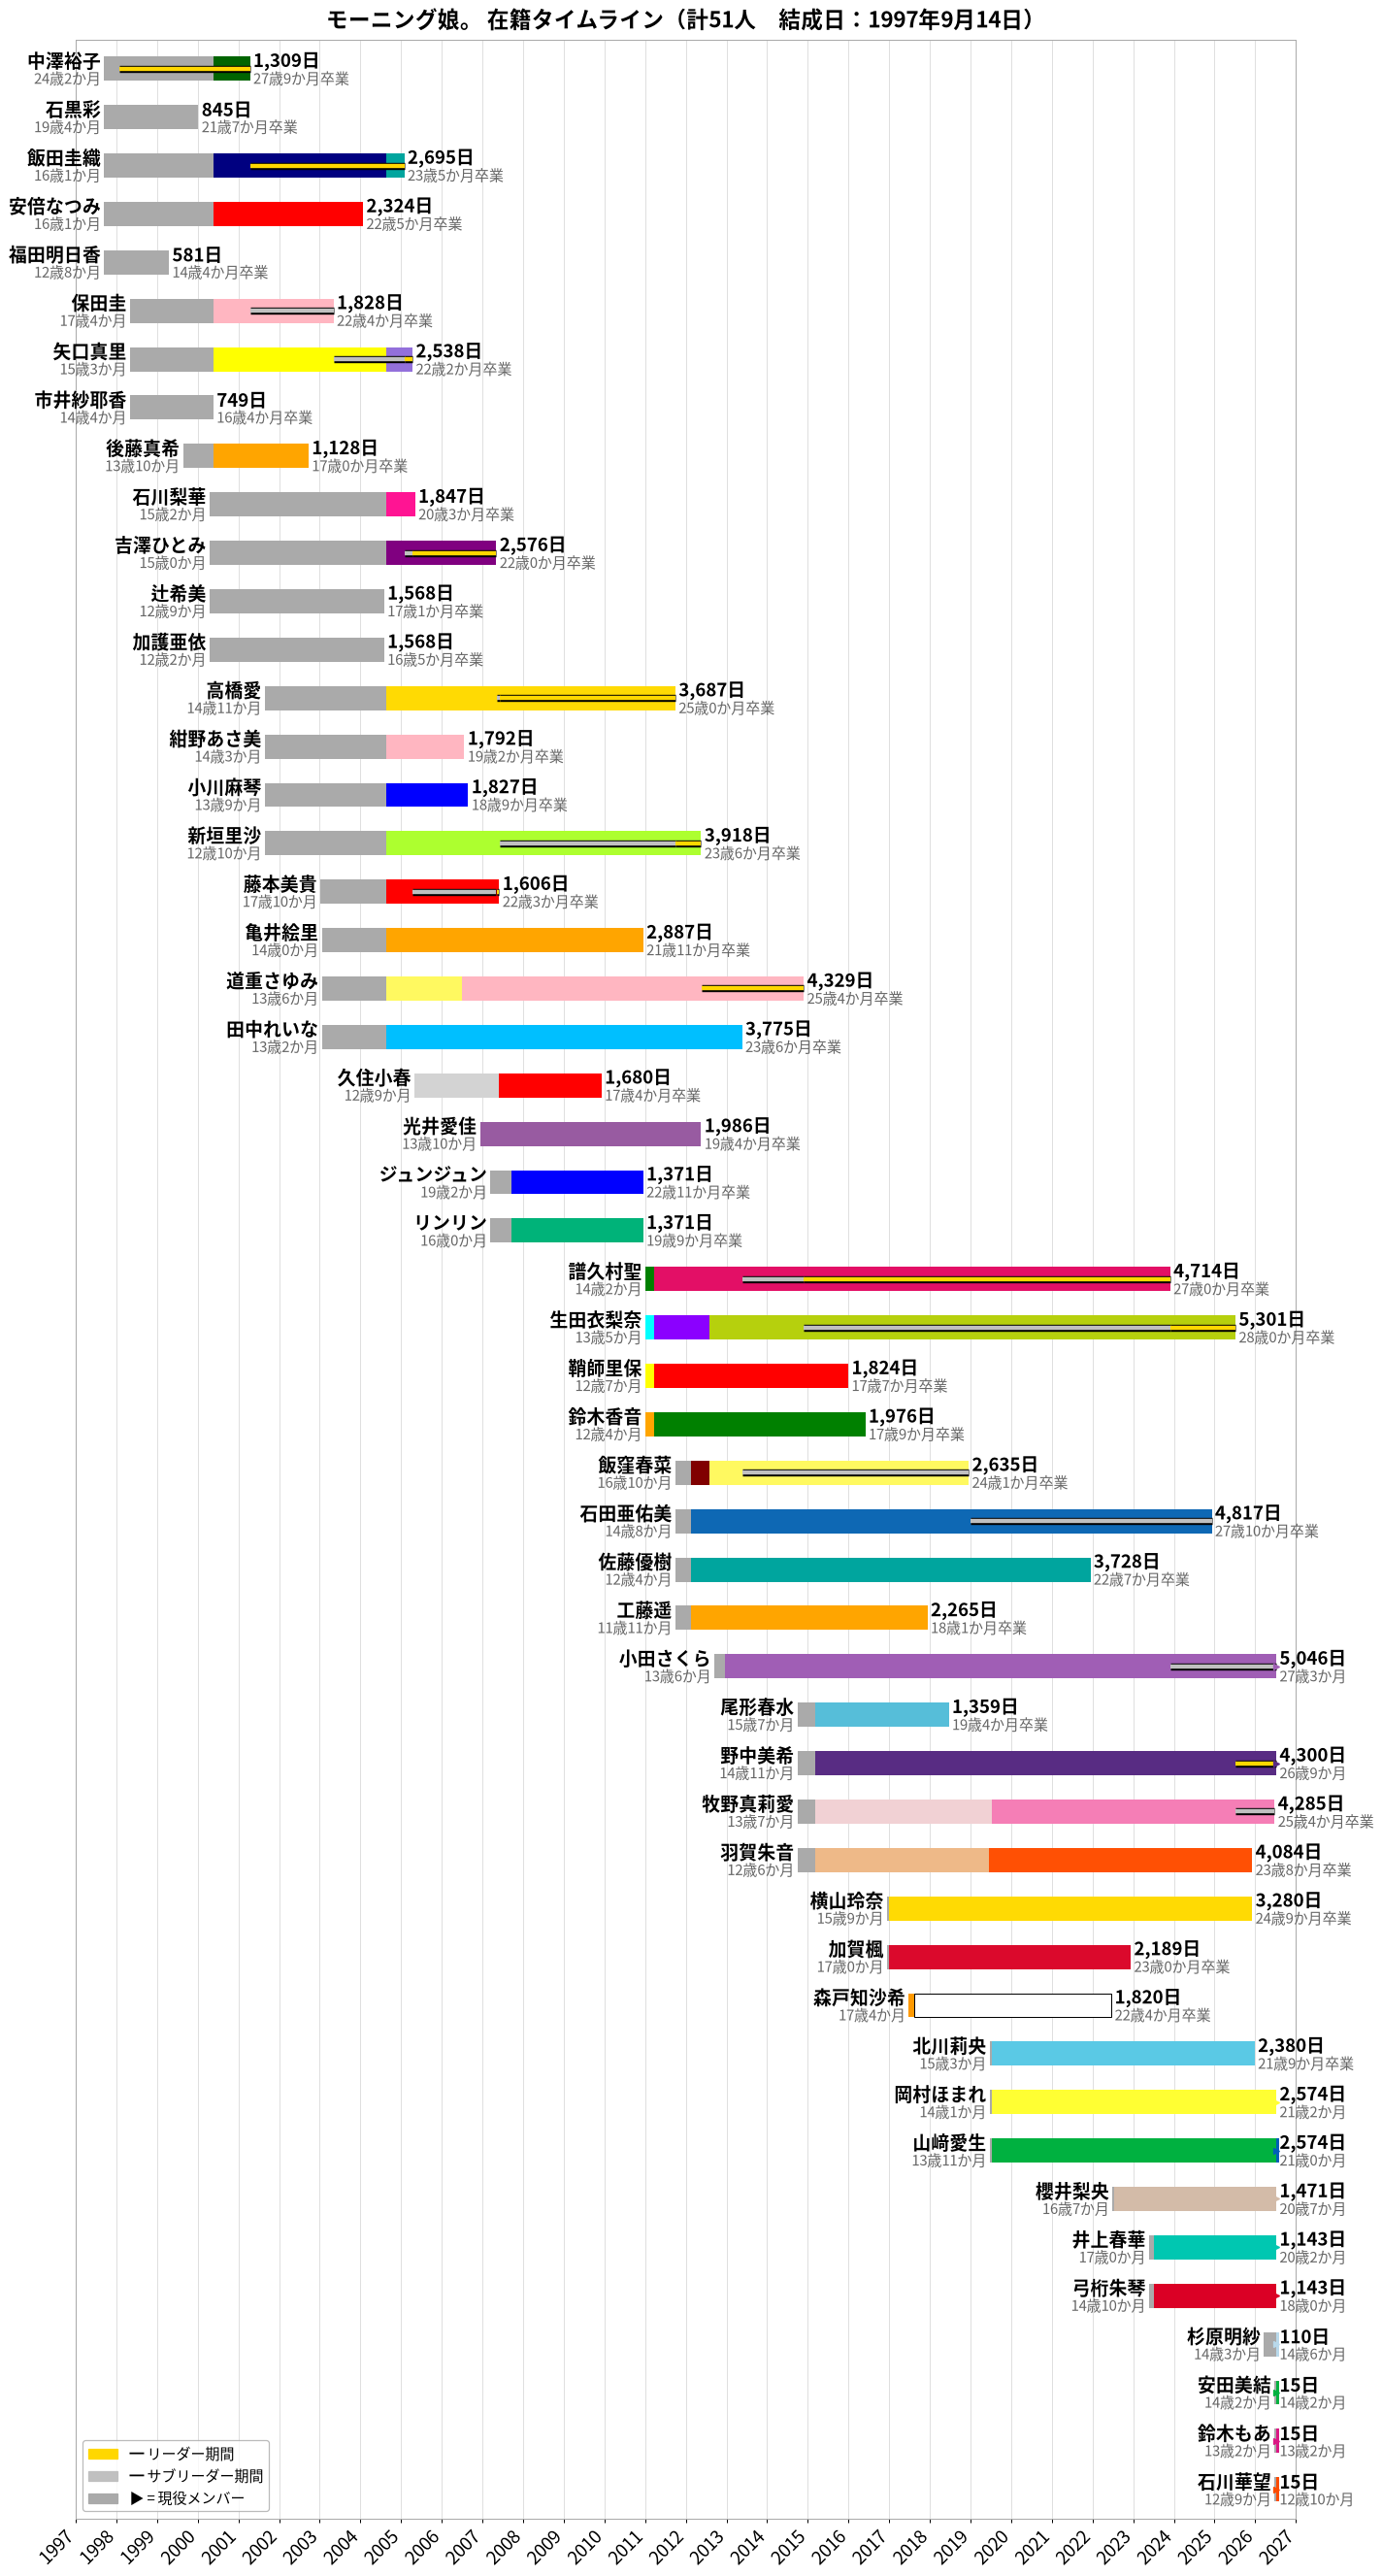 モーニング娘。 在籍タイムライン（計51人　結成日：1997年9月14日）
中澤裕子 1,309日
24歳2か月 27歳9か月卒業
石黒彩 845日
19歳4か月 21歳7か月卒業
飯田圭織 2,695日
16歳1か月 23歳5か月卒業
安倍なつみ 2,324日
16歳1か月 22歳5か月卒業
福田明日香 581日
12歳8か月 14歳4か月卒業
保田圭 1,828日
17歳4か月 22歳4か月卒業
矢口真里 2,538日
15歳3か月 22歳2か月卒業
市井紗耶香 749日
14歳4か月 16歳4か月卒業
後藤真希 1,128日
13歳10か月 17歳0か月卒業
石川梨華 1,847日
15歳2か月 20歳3か月卒業
吉澤ひとみ 2,576日
15歳0か月 22歳0か月卒業
辻希美 1,568日
12歳9か月 17歳1か月卒業
加護亜依 1,568日
12歳2か月 16歳5か月卒業
高橋愛 3,687日
14歳11か月 25歳0か月卒業
紺野あさ美 1,792日
14歳3か月 19歳2か月卒業
小川麻琴 1,827日
13歳9か月 18歳9か月卒業
新垣里沙 3,918日
12歳10か月 23歳6か月卒業
藤本美貴 1,606日
17歳10か月 22歳3か月卒業
亀井絵里 2,887日
14歳0か月 21歳11か月卒業
道重さゆみ 4,329日
13歳6か月 25歳4か月卒業
田中れいな 3,775日
13歳2か月 23歳6か月卒業
久住小春 1,680日
12歳9か月 17歳4か月卒業
光井愛佳 1,986日
13歳10か月 19歳4か月卒業
ジュンジュン 1,371日
19歳2か月 22歳11か月卒業
リンリン 1,371日
16歳0か月 19歳9か月卒業
譜久村聖 4,714日
14歳2か月 27歳0か月卒業
生田衣梨奈 5,301日
13歳5か月 28歳0か月卒業
鞘師里保 1,824日
12歳7か月 17歳7か月卒業
鈴木香音 1,976日
12歳4か月 17歳9か月卒業
飯窪春菜 2,635日
16歳10か月 24歳1か月卒業
石田亜佑美 4,817日
14歳8か月 27歳10か月卒業
佐藤優樹 3,728日
12歳4か月 22歳7か月卒業
工藤遥 2,265日
11歳11か月 18歳1か月卒業
小田さくら 5,046日
13歳6か月 27歳3か月
尾形春水 1,359日
15歳7か月 19歳4か月卒業
野中美希 4,300日
14歳11か月 26歳9か月
牧野真莉愛 4,285日
13歳7か月 25歳4か月卒業
羽賀朱音 4,084日
12歳6か月 23歳8か月卒業
横山玲奈 3,280日
15歳9か月 24歳9か月卒業
加賀楓 2,189日
17歳0か月 23歳0か月卒業
森戸知沙希 1,820日
17歳4か月 22歳4か月卒業
北川莉央 2,380日
15歳3か月 21歳9か月卒業
岡村ほまれ 2,574日
14歳1か月 21歳2か月
山﨑愛生 2,574日
13歳11か月 21歳0か月
櫻井梨央 1,471日
16歳7か月 20歳7か月
井上春華 1,143日
17歳0か月 20歳2か月
弓桁朱琴 1,143日
14歳10か月 18歳0か月
杉原明紗 110日
14歳3か月 14歳6か月
安田美結 15日
14歳2か月 14歳2か月
鈴木もあ 15日
13歳2か月 13歳2か月
石川華望 15日
12歳9か月 12歳10か月
ー リーダー期間
ー サブリーダー期間
▶ = 現役メンバー
1997 1998 1999 2000 2001 2002 2003 2004 2005 2006 2007 2008 2009 2010 2011 2012 2013 2014 2015 2016 2017 2018 2019 2020 2021 2022 2023 2024 2025 2026 2027